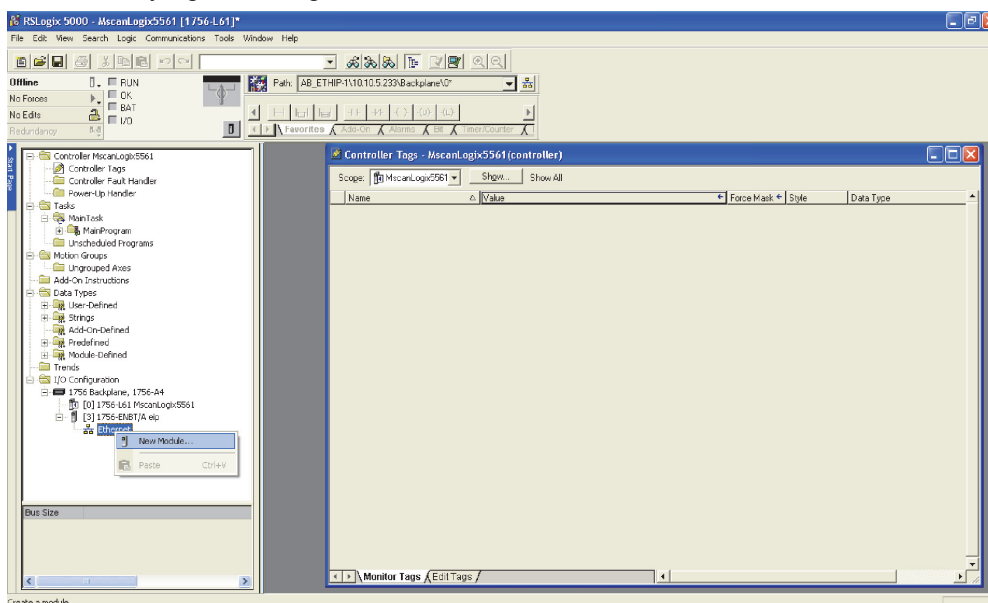 RSLogix 5000 - MscanLogix5561 [1756-L61]*
File Edit View Search Logic Communications Tools Window Help
Offline
RUN
Path: AB_ETHIP-1\10.10.5.233\Backplane\0*
No Forces
OK
No Edits
BAT
Redundancy
I/O
Favorites Add-On Alarms Bit Timer/Counter
Start Page
Controller MscanLogix5561
Controller Tags
Controller Fault Handler
Power-Up Handler
Tasks
MainTask
MainProgram
Unscheduled Programs
Motion Groups
Ungrouped Axes
Add-On Instructions
Data Types
User-Defined
Strings
Add-On-Defined
Predefined
Module-Defined
Trends
I/O Configuration
1756 Backplane, 1756-A4
[0] 1756-L61 MscanLogix5561
[3] 1756-ENBT/A eip
Ethernet
New Module...
Paste Ctrl+V
Bus Size
Controller Tags - MscanLogix5561(controller)
Scope: MscanLogix5561 Show... Show All
Name Value Force Mask Style Data Type
Monitor Tags Edit Tags
Create a module